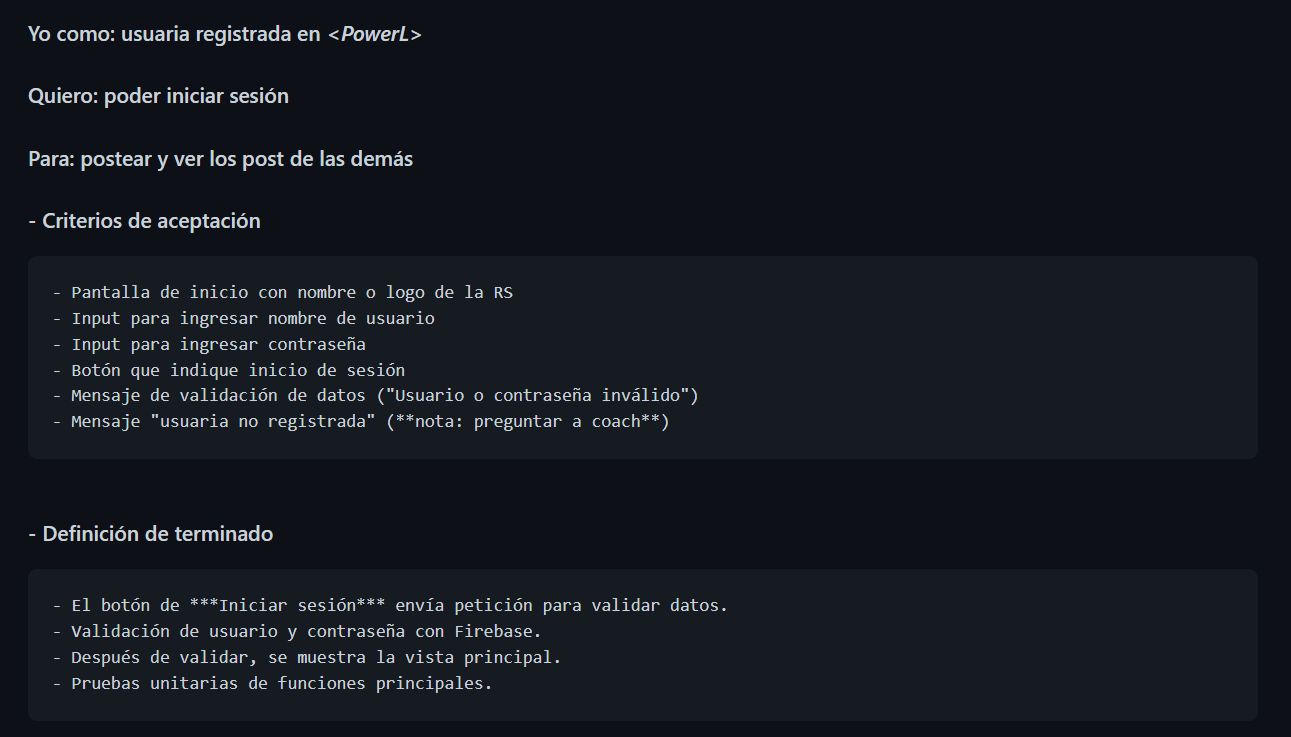 Yo como: usuaria registrada en <PowerL>
Quiero: poder iniciar sesión
Para: postear y ver los post de las demás
- Criterios de aceptación
- Pantalla de inicio con nombre o logo de la RS
- Input para ingresar nombre de usuario
- Input para ingresar contraseña
- Botón que indique inicio de sesión
- Mensaje de validación de datos ("Usuario o contraseña inválido")
- Mensaje "usuaria no registrada" (**nota: preguntar a coach**)
- Definición de terminado
- El botón de ***Iniciar sesión*** envía petición para validar datos.
- Validación de usuario y contraseña con Firebase.
- Después de validar, se muestra la vista principal.
- Pruebas unitarias de funciones principales.